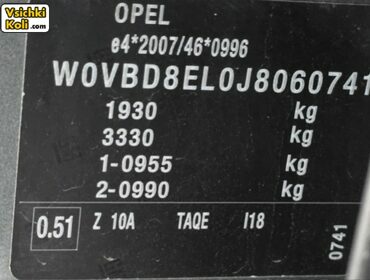 Vsichki
Koli.com
OPEL
e4*2007/46*0996
W0VBD8EL0J8060741
1930 kg
3330 kg
1-0955 kg
2-0990 kg
0.51 Z 10A TAQE I18
0741